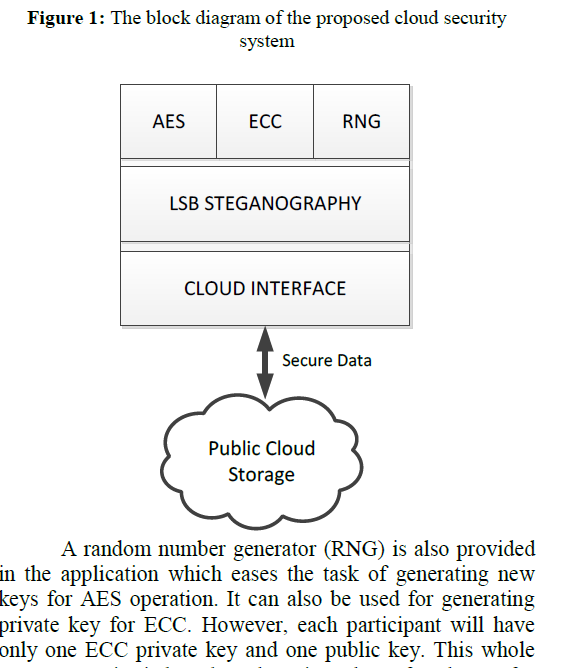 Figure 1: The block diagram of the proposed cloud security
system
AES ECC RNG
LSB STEGANOGRAPHY
CLOUD INTERFACE
Secure Data
Public Cloud
Storage
A random number generator (RNG) is also provided
in the application which eases the task of generating new
keys for AES operation. It can also be used for generating
private key for ECC. However, each participant will have
only one ECC private key and one public key. This whole